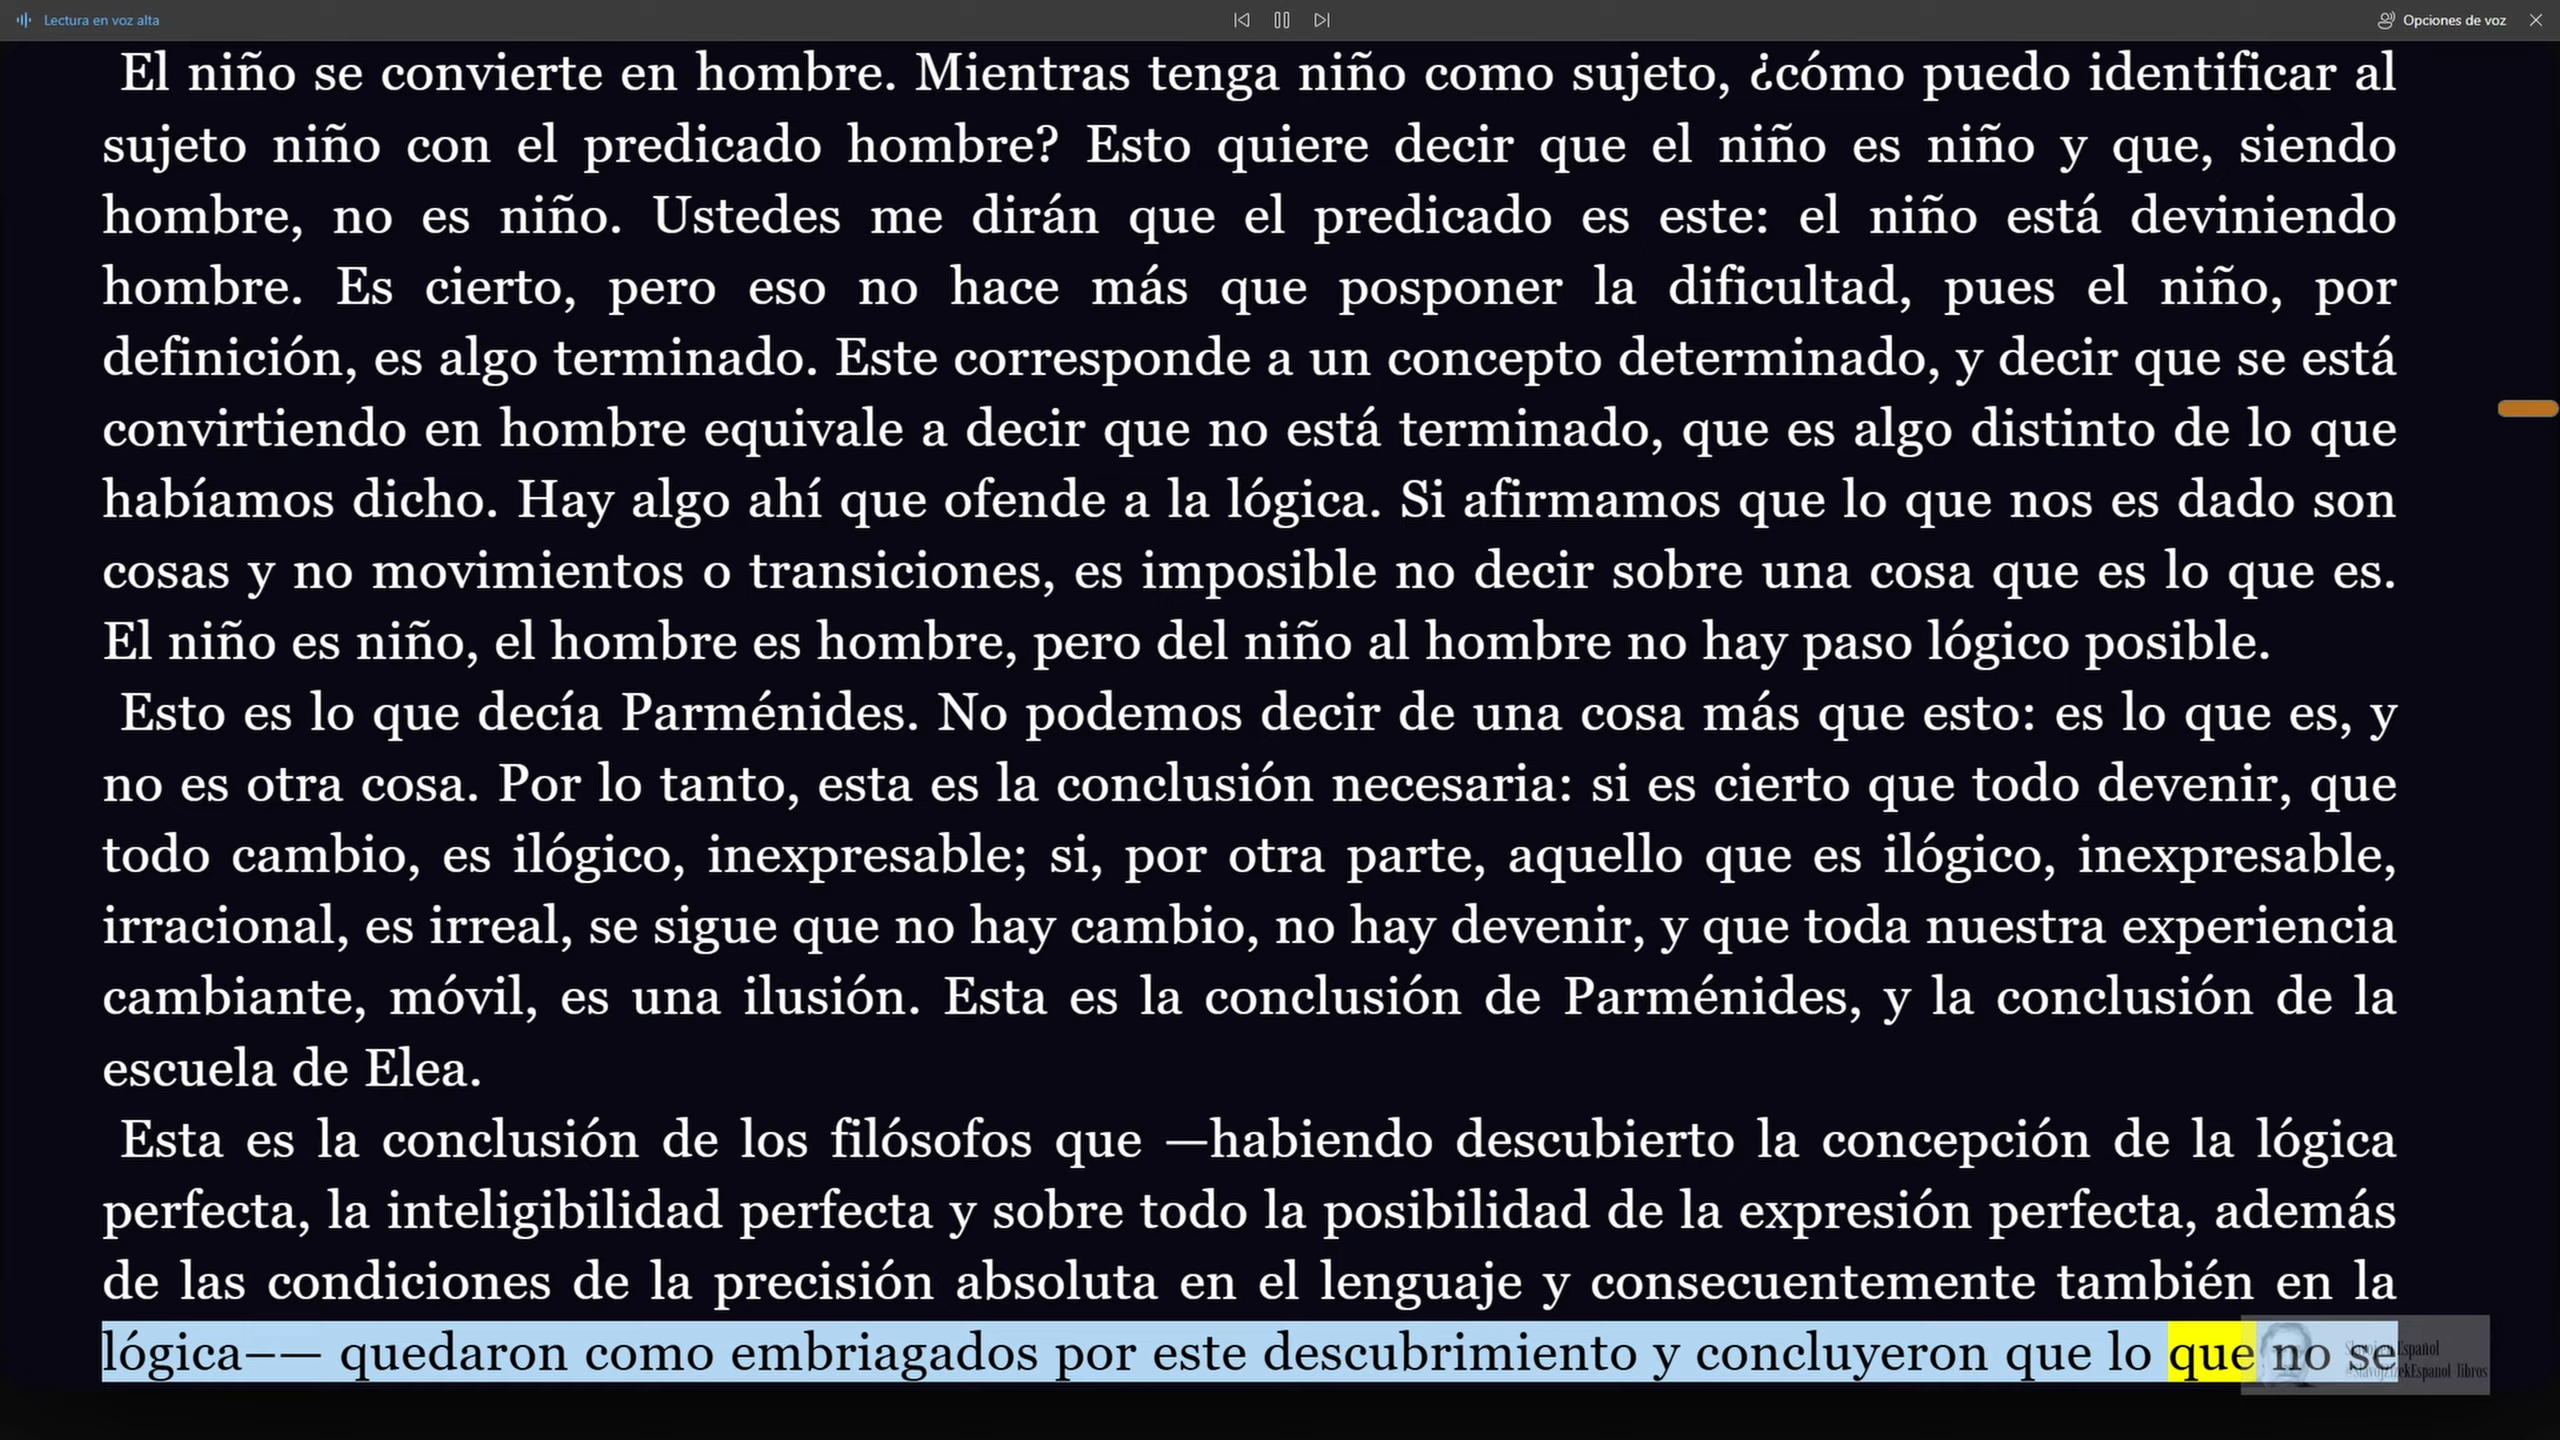 Lectura en voz alta
Opciones de voz
El niño se convierte en hombre. Mientras tenga niño como sujeto, ¿cómo puedo identificar al
sujeto niño con el predicado hombre? Esto quiere decir que el niño es niño y que, siendo
hombre, no es niño. Ustedes me dirán que el predicado es este: el niño está deviniendo
hombre. Es cierto, pero eso no hace más que posponer la dificultad, pues el niño, por
definición, es algo terminado. Este corresponde a un concepto determinado, y decir que se está
convirtiendo en hombre equivale a decir que no está terminado, que es algo distinto de lo que
habíamos dicho. Hay algo ahí que ofende a la lógica. Si afirmamos que lo que nos es dado son
cosas y no movimientos o transiciones, es imposible no decir sobre una cosa que es lo que es.
El niño es niño, el hombre es hombre, pero del niño al hombre no hay paso lógico posible.
Esto es lo que decía Parménides. No podemos decir de una cosa más que esto: es lo que es, y
no es otra cosa. Por lo tanto, esta es la conclusión necesaria: si es cierto que todo devenir, que
todo cambio, es ilógico, inexpresable; si, por otra parte, aquello que es ilógico, inexpresable,
irracional, es irreal, se sigue que no hay cambio, no hay devenir, y que toda nuestra experiencia
cambiante, móvil, es una ilusión. Esta es la conclusión de Parménides, y la conclusión de la
escuela de Elea.
Esta es la conclusión de los filósofos que —habiendo descubierto la concepción de la lógica
perfecta, la inteligibilidad perfecta y sobre todo la posibilidad de la expresión perfecta, además
de las condiciones de la precisión absoluta en el lenguaje y consecuentemente también en la
lógica–— quedaron como embriagados por este descubrimiento y concluyeron que lo que no se
Español